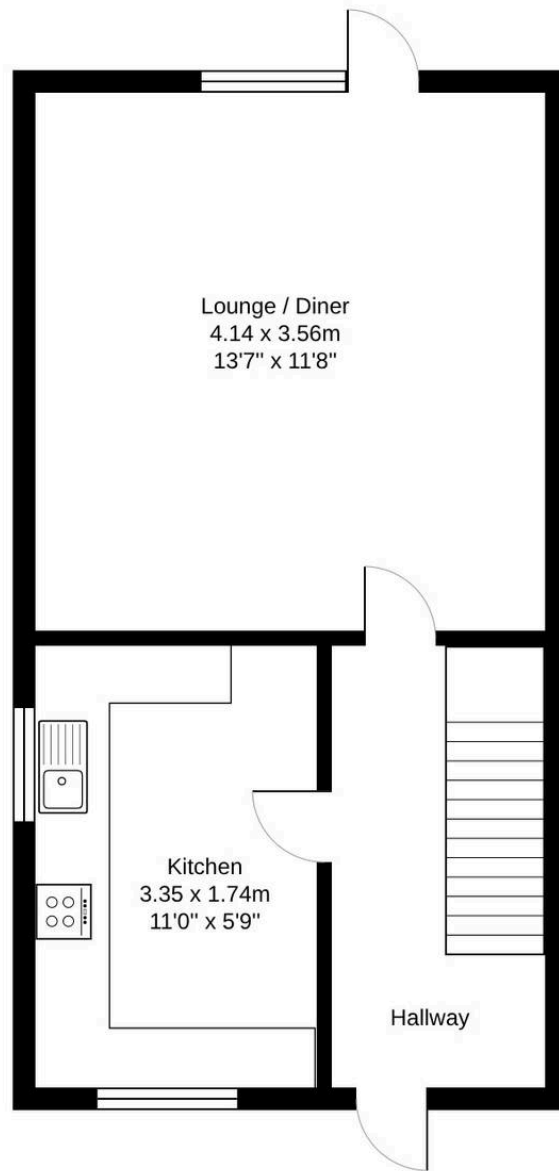 Lounge / Diner
4.14 x 3.56m
13'7" x 11'8"
Kitchen
3.35 x 1.74m
11'0" x 5'9"
Hallway